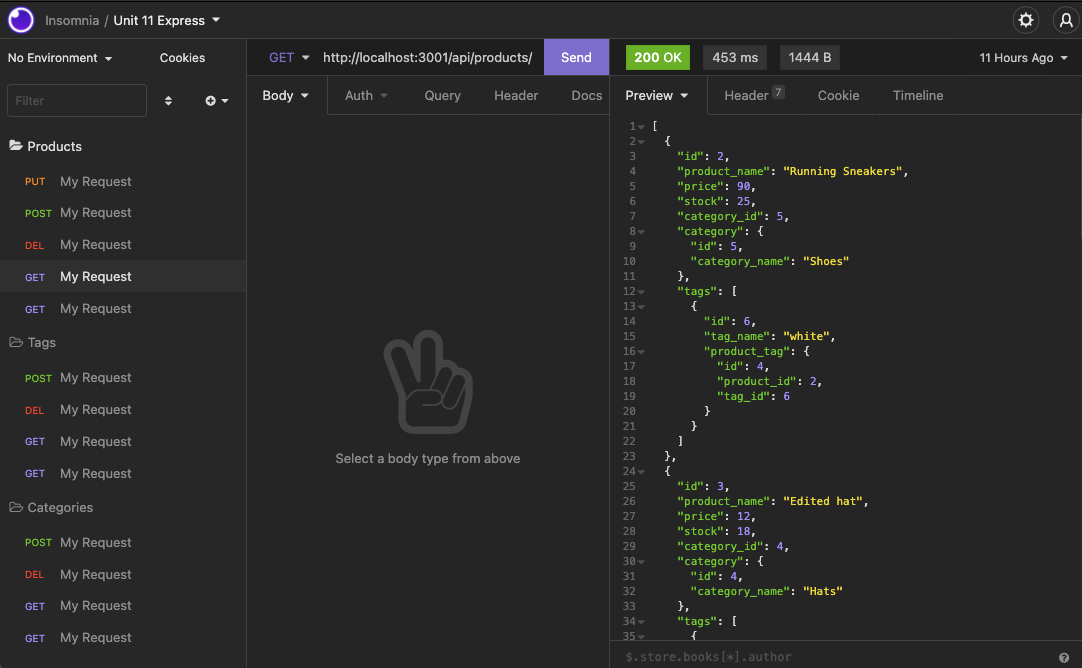 Insomnia / Unit 11 Express
No Environment
Cookies
GET http://localhost:3001/api/products/ Send
200 OK 453 ms 1444 B
11 Hours Ago
Filter
Body Auth Query Header Docs
Preview Header 7 Cookie Timeline
Products
PUT My Request
POST My Request
DEL My Request
GET My Request
GET My Request
Tags
POST My Request
DEL My Request
GET My Request
GET My Request
Categories
POST My Request
DEL My Request
GET My Request
GET My Request
Select a body type from above
1 [
2 {
3 "id": 2,
4 "product_name": "Running Sneakers",
5 "price": 90,
6 "stock": 25,
7 "category_id": 5,
8 "category": {
9 "id": 5,
10 "category_name": "Shoes"
11 },
12 "tags": [
13 {
14 "id": 6,
15 "tag_name": "white",
16 "product_tag": {
17 "id": 4,
18 "product_id": 2,
19 "tag_id": 6
20 }
21 }
22 ]
23 },
24 {
25 "id": 3,
26 "product_name": "Edited hat",
27 "price": 12,
28 "stock": 18,
29 "category_id": 4,
30 "category": {
31 "id": 4,
32 "category_name": "Hats"
33 },
34 "tags": [
35 {
$.store.books[*].author
?